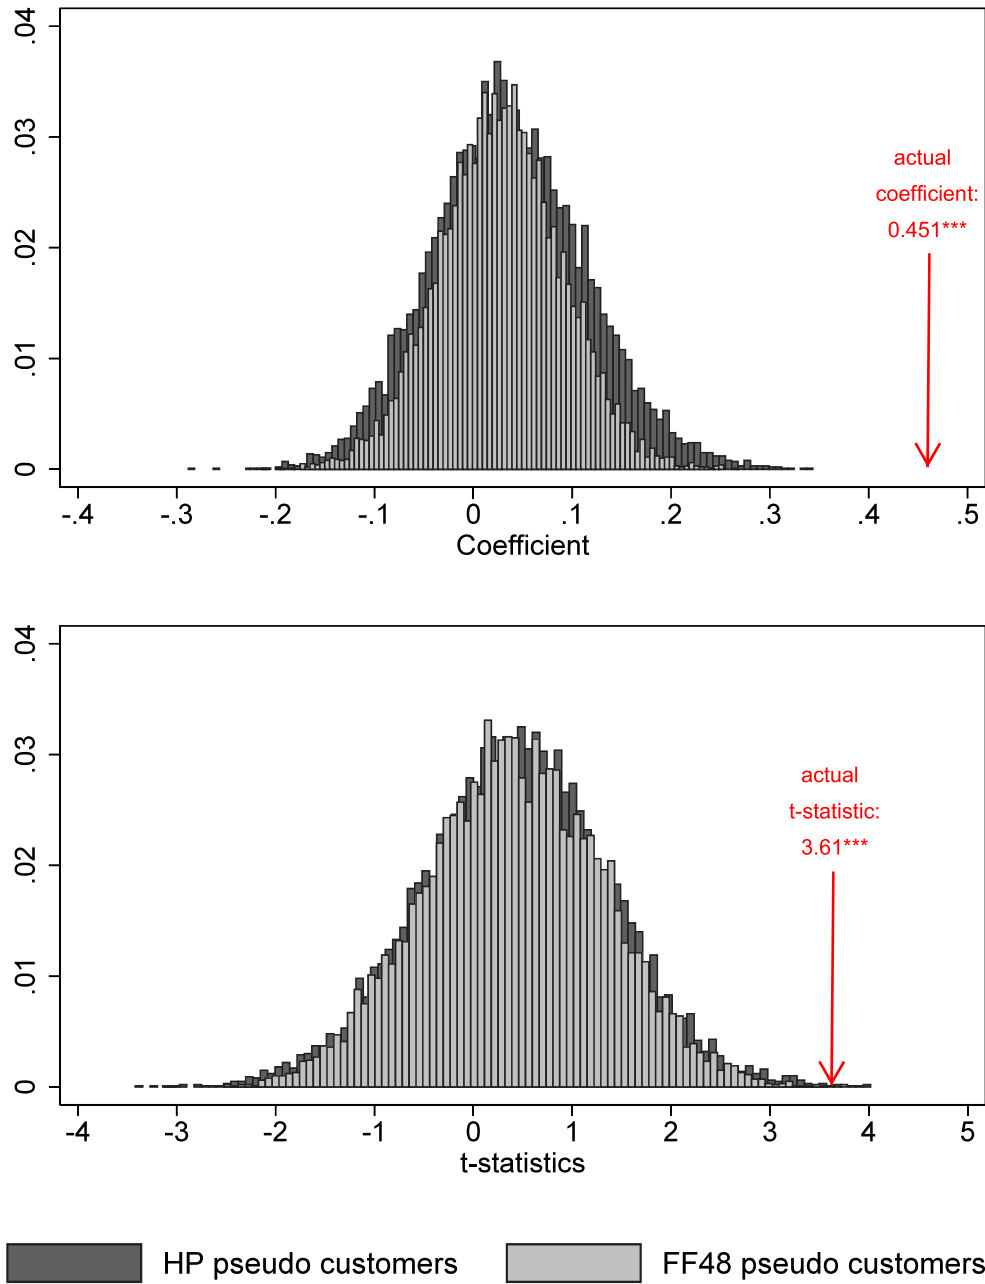 .04
.03
.02
.01
0
actual
coefficient:
0.451***
-.4 -.3 -.2 -.1 0 .1 .2 .3 .4 .5
Coefficient
.04
.03
.02
.01
0
actual
t-statistic:
3.61***
-4 -3 -2 -1 0 1 2 3 4 5
t-statistics
HP pseudo customers FF48 pseudo customers